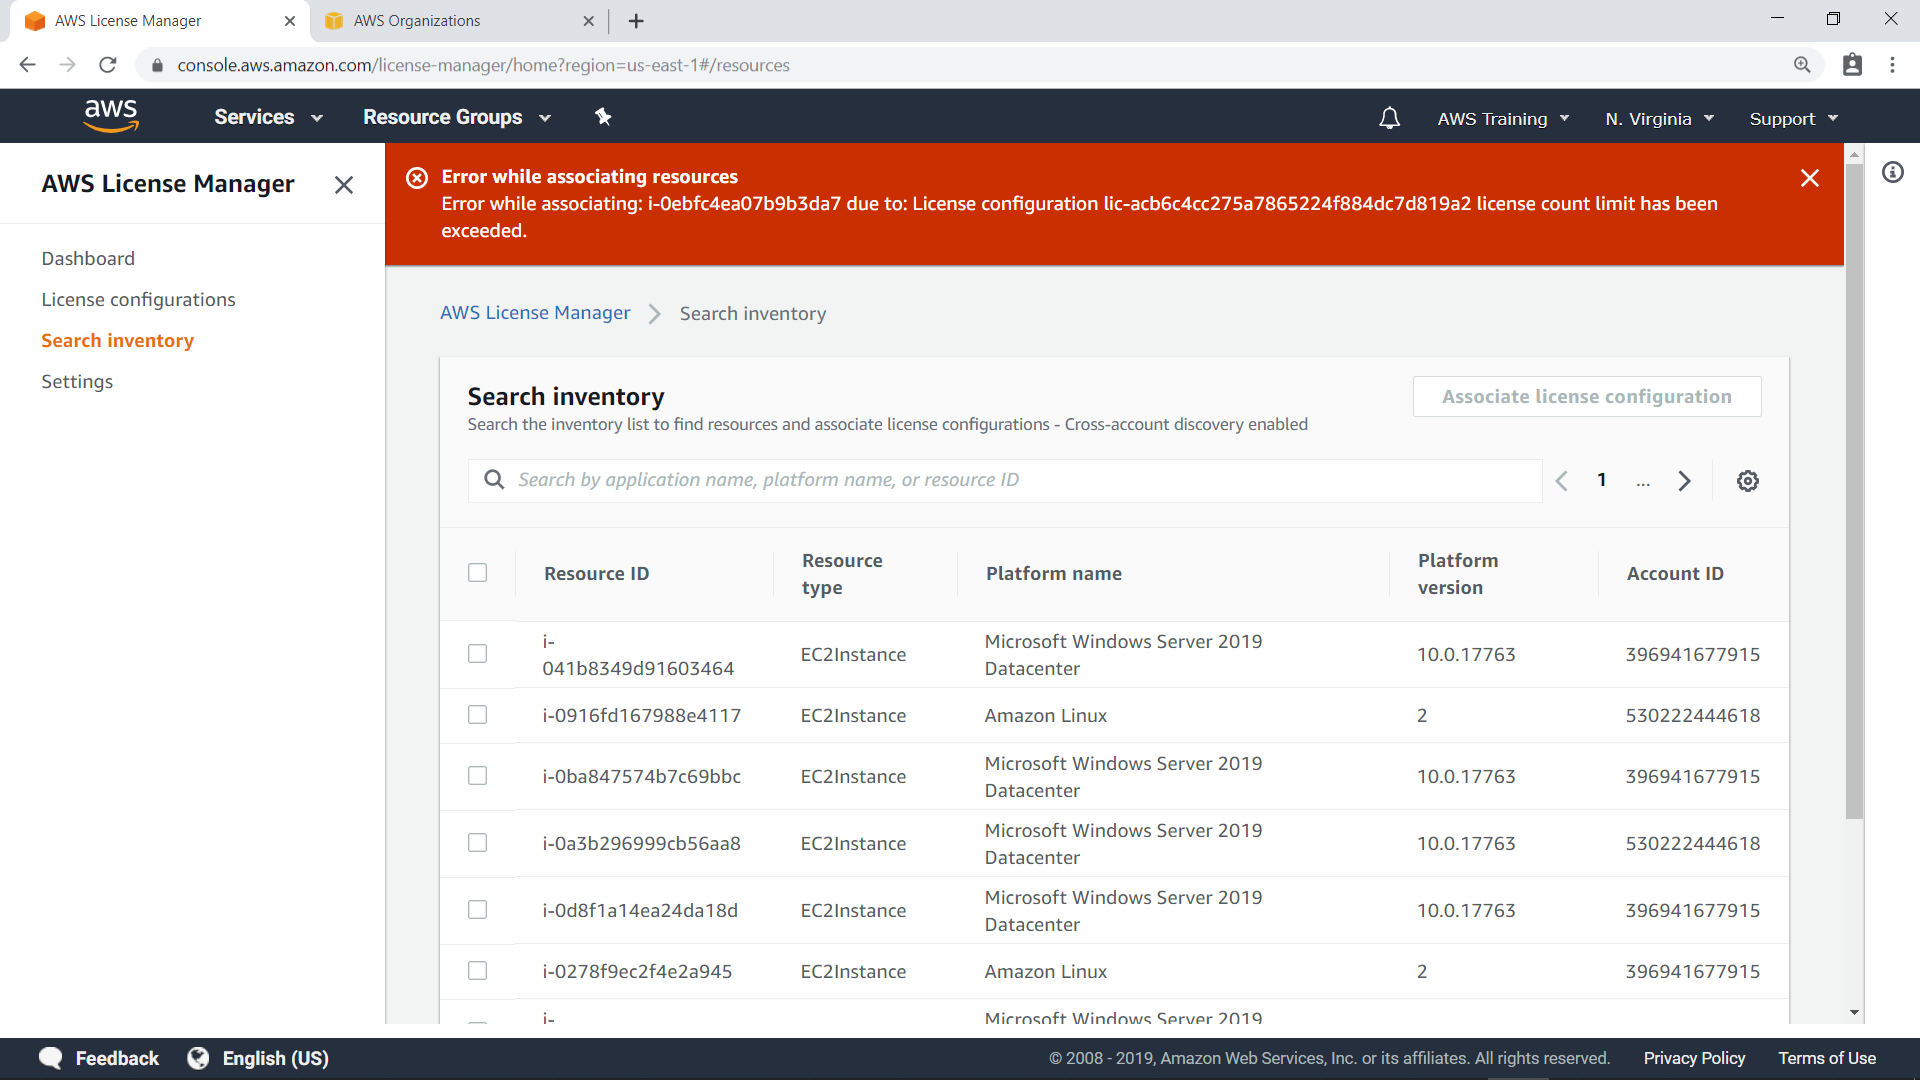 AWS License Manager
AWS Organizations
console.aws.amazon.com/license-manager/home?region=us-east-1#/resources
aws
Services
Resource Groups
AWS Training
N. Virginia
Support
AWS License Manager
Dashboard
License configurations
Search inventory
Settings
Error while associating resources
Error while associating: i-0ebfc4ea07b9b3da7 due to: License configuration lic-acb6c4cc275a7865224f884dc7d819a2 license count limit has been
exceeded.
AWS License Manager
Search inventory
Search inventory
Associate license configuration
Search the inventory list to find resources and associate license configurations - Cross-account discovery enabled
Search by application name, platform name, or resource ID
1 ...
Resource ID
Resource
type
Platform name
Platform
version
Account ID
i-
041b8349d91603464
EC2Instance
Microsoft Windows Server 2019
Datacenter
10.0.17763
396941677915
i-0916fd167988e4117
EC2Instance
Amazon Linux
2
530222444618
i-0ba847574b7c69bbc
EC2Instance
Microsoft Windows Server 2019
Datacenter
10.0.17763
396941677915
i-0a3b296999cb56aa8
EC2Instance
Microsoft Windows Server 2019
Datacenter
10.0.17763
530222444618
i-0d8f1a14ea24da18d
EC2Instance
Microsoft Windows Server 2019
Datacenter
10.0.17763
396941677915
i-0278f9ec2f4e2a945
EC2Instance
Amazon Linux
2
396941677915
i-
Microsoft Windows Server 2019
Feedback
English (US)
© 2008 - 2019, Amazon Web Services, Inc. or its affiliates. All rights reserved.
Privacy Policy
Terms of Use